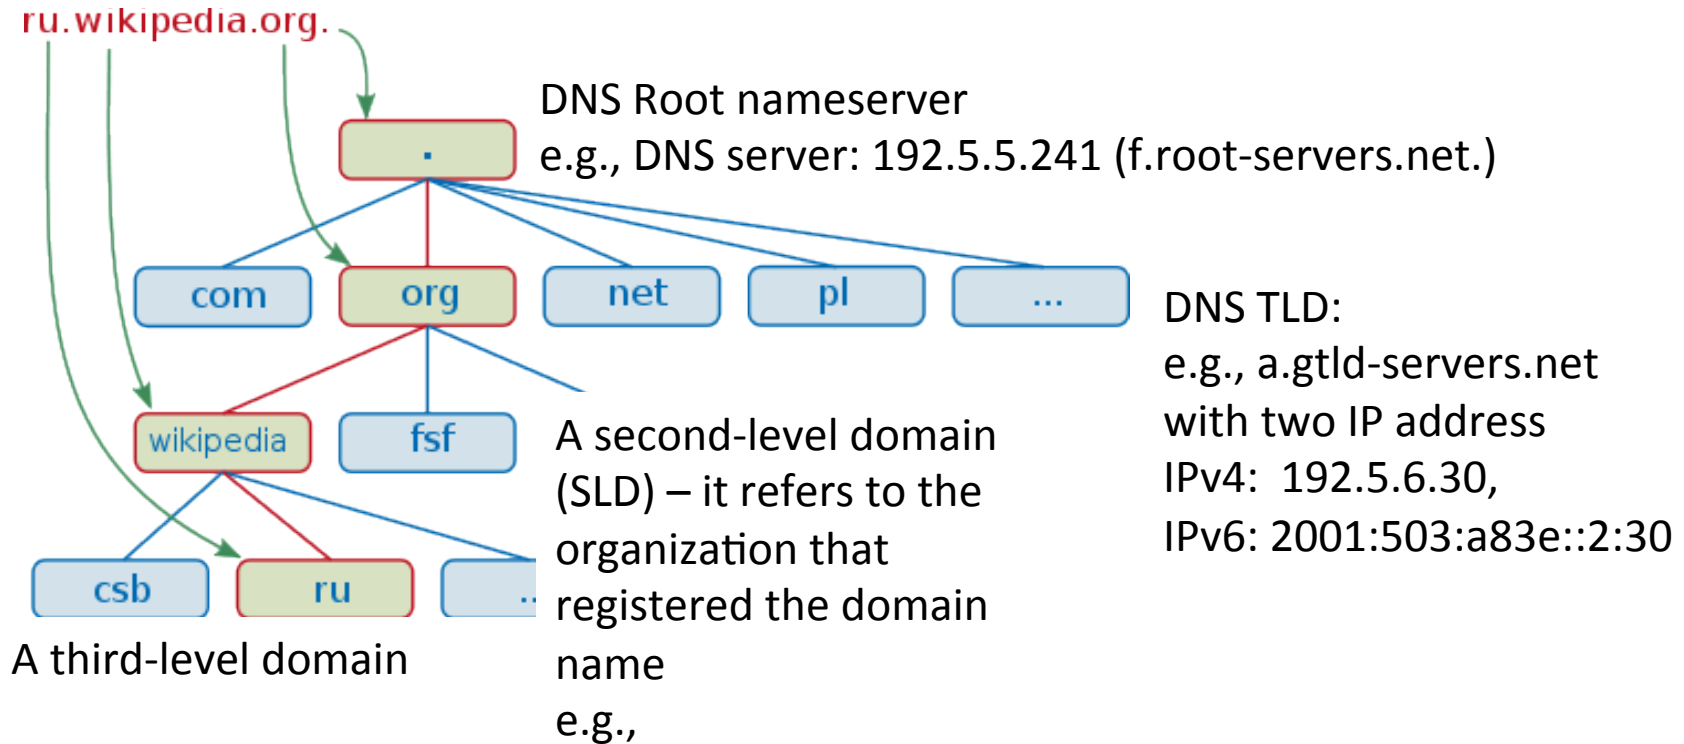 ru.wikipedia.org.
DNS Root nameserver
e.g., DNS server: 192.5.5.241 (f.root-servers.net.)
.
com
org
net
pl
...
DNS TLD:
e.g., a.gtld-servers.net
with two IP address
IPv4:  192.5.6.30,
IPv6: 2001:503:a83e::2:30
wikipedia
fsf
A second-level domain
(SLD) – it refers to the
organization that
registered the domain
name
e.g.,
csb
ru
..
A third-level domain